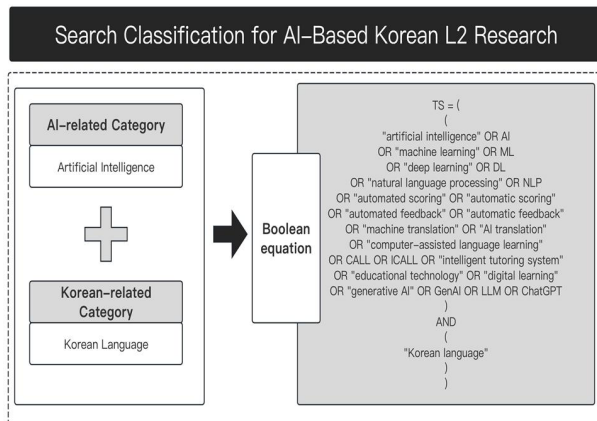 Search Classification for AI-Based Korean L2 Research
AI-related Category
Artificial Intelligence
Korean-related
Category
Korean Language
Boolean
equation
TS = (
(
"artificial intelligence" OR AI
OR "machine learning" OR ML
OR "deep learning" OR DL
OR "natural language processing" OR NLP
OR "automated scoring" OR "automatic scoring"
OR "automated feedback" OR "automatic feedback"
OR "machine translation" OR "AI translation"
OR "computer-assisted language learning"
OR CALL OR ICALL OR "intelligent tutoring system"
OR "educational technology" OR "digital learning"
OR "generative AI" OR GenAI OR LLM OR ChatGPT
)
AND
(
"Korean language"
)
)